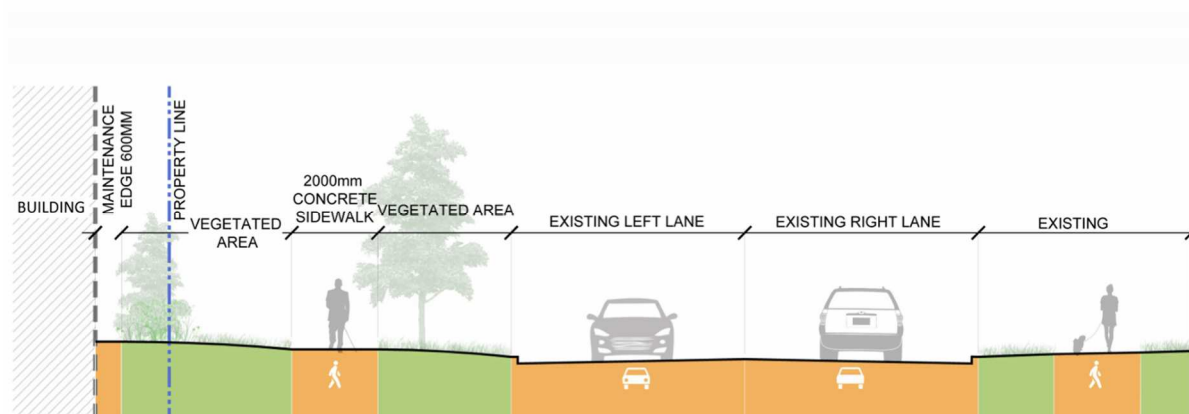 BUILDING
MAINTENANCE
EDGE 600MM
PROPERTY LINE
VEGETATED
AREA
2000mm
CONCRETE
SIDEWALK
VEGETATED AREA
EXISTING LEFT LANE
EXISTING RIGHT LANE
EXISTING